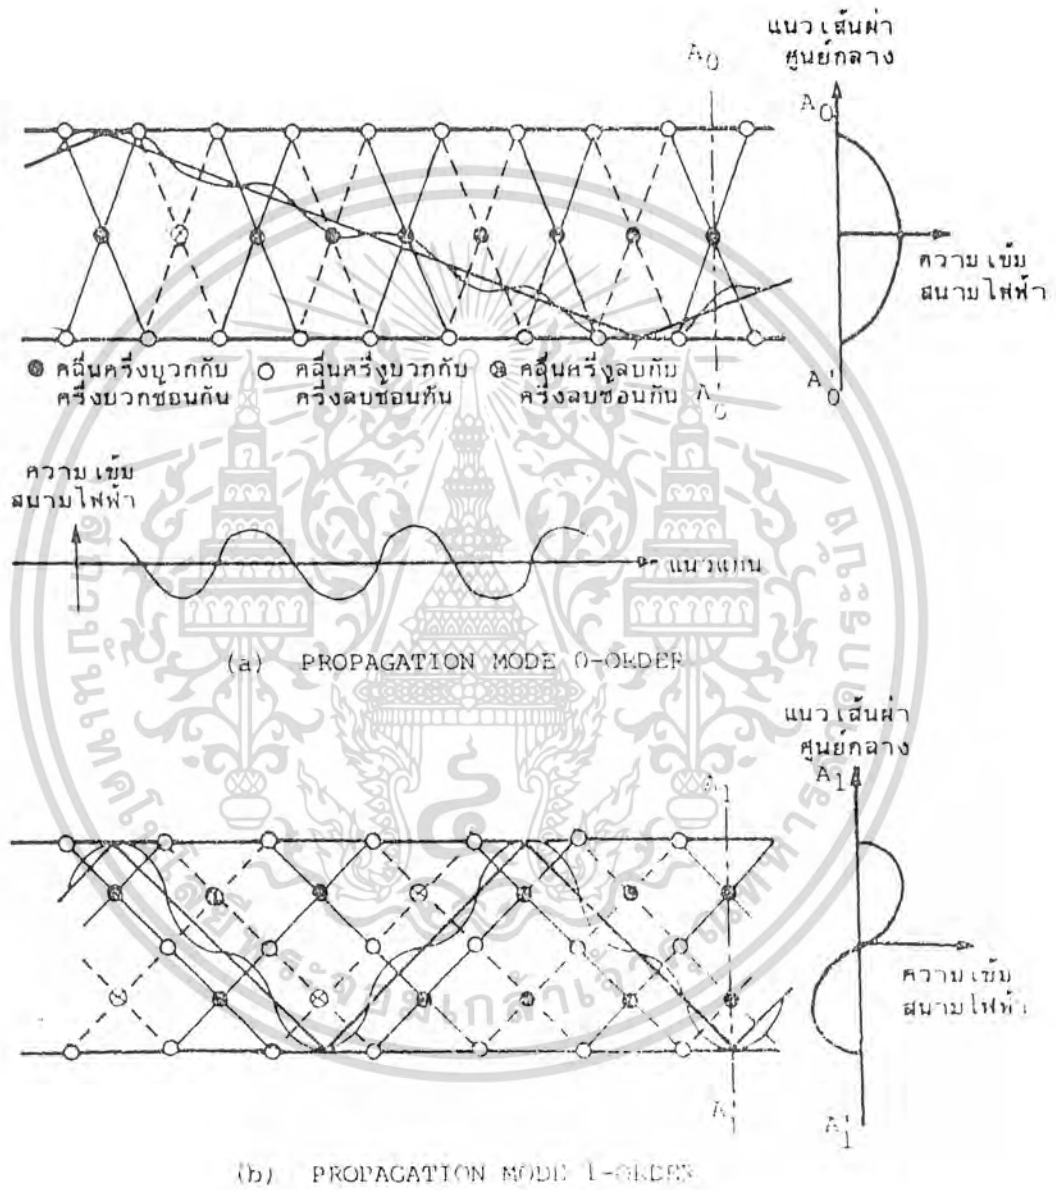 แนวเส้นผ่า
ศูนย์กลาง
A0
A0
ความเข้ม
สนามไฟฟ้า
คลื่นครึ่งบวกกับ
ครึ่งบวกซ้อนกัน
คลื่นครึ่งบวกกับ
ครึ่งลบซ้อนกัน
คลื่นครึ่งลบกับ
ครึ่งลบซ้อนกัน
A'0
A'0
ความเข้ม
สนามไฟฟ้า
แนวแกน
(a) PROPAGATION MODE 0-ORDER
แนวเส้นผ่า
ศูนย์กลาง
A1
A1
ความเข้ม
สนามไฟฟ้า
A'1
A'1
(b) PROPAGATION MODE 1-ORDER